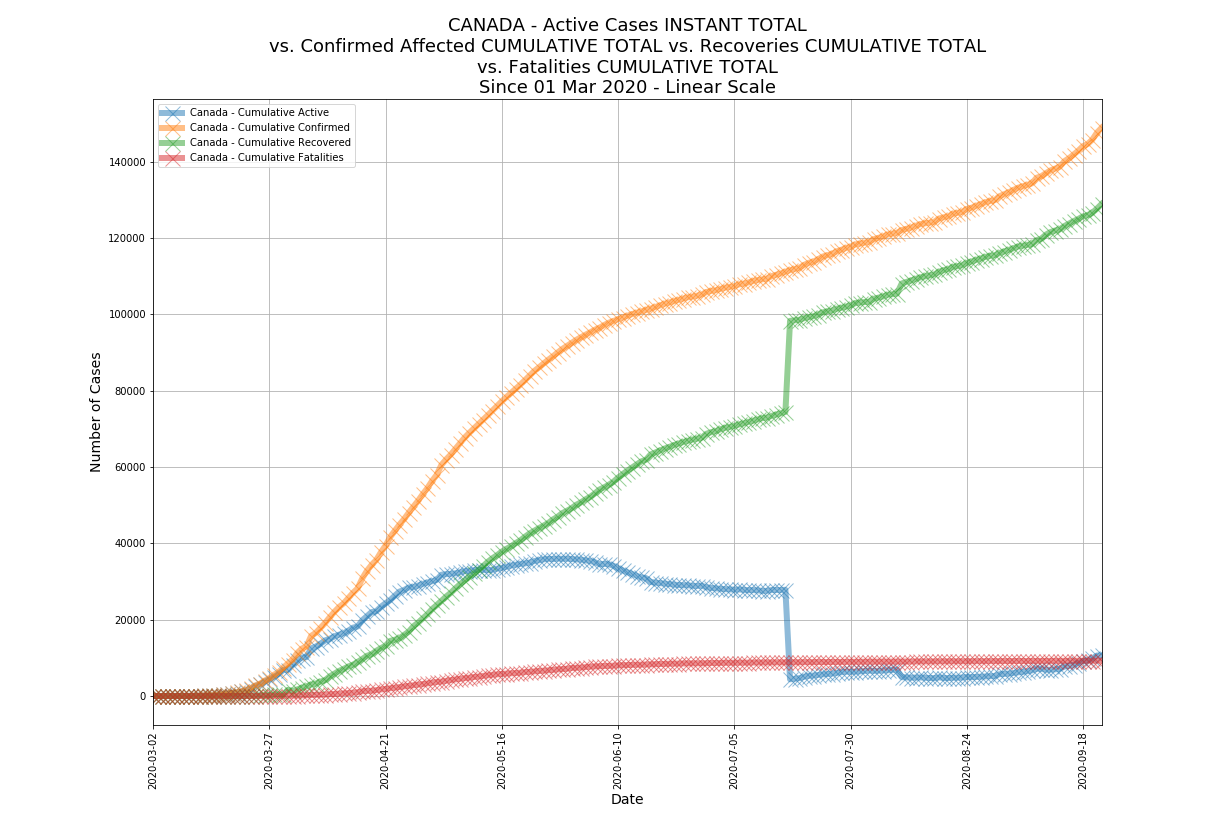 CANADA - Active Cases INSTANT TOTAL
vs. Confirmed Affected CUMULATIVE TOTAL vs. Recoveries CUMULATIVE TOTAL
vs. Fatalities CUMULATIVE TOTAL
Since 01 Mar 2020 - Linear Scale
Canada - Cumulative Active
Canada - Cumulative Confirmed
Canada - Cumulative Recovered
Canada - Cumulative Fatalities
Number of Cases
140000
120000
100000
80000
60000
40000
20000
0
2020-03-02
2020-03-27
2020-04-21
2020-05-16
2020-06-10
2020-07-05
2020-07-30
2020-08-24
2020-09-18
Date